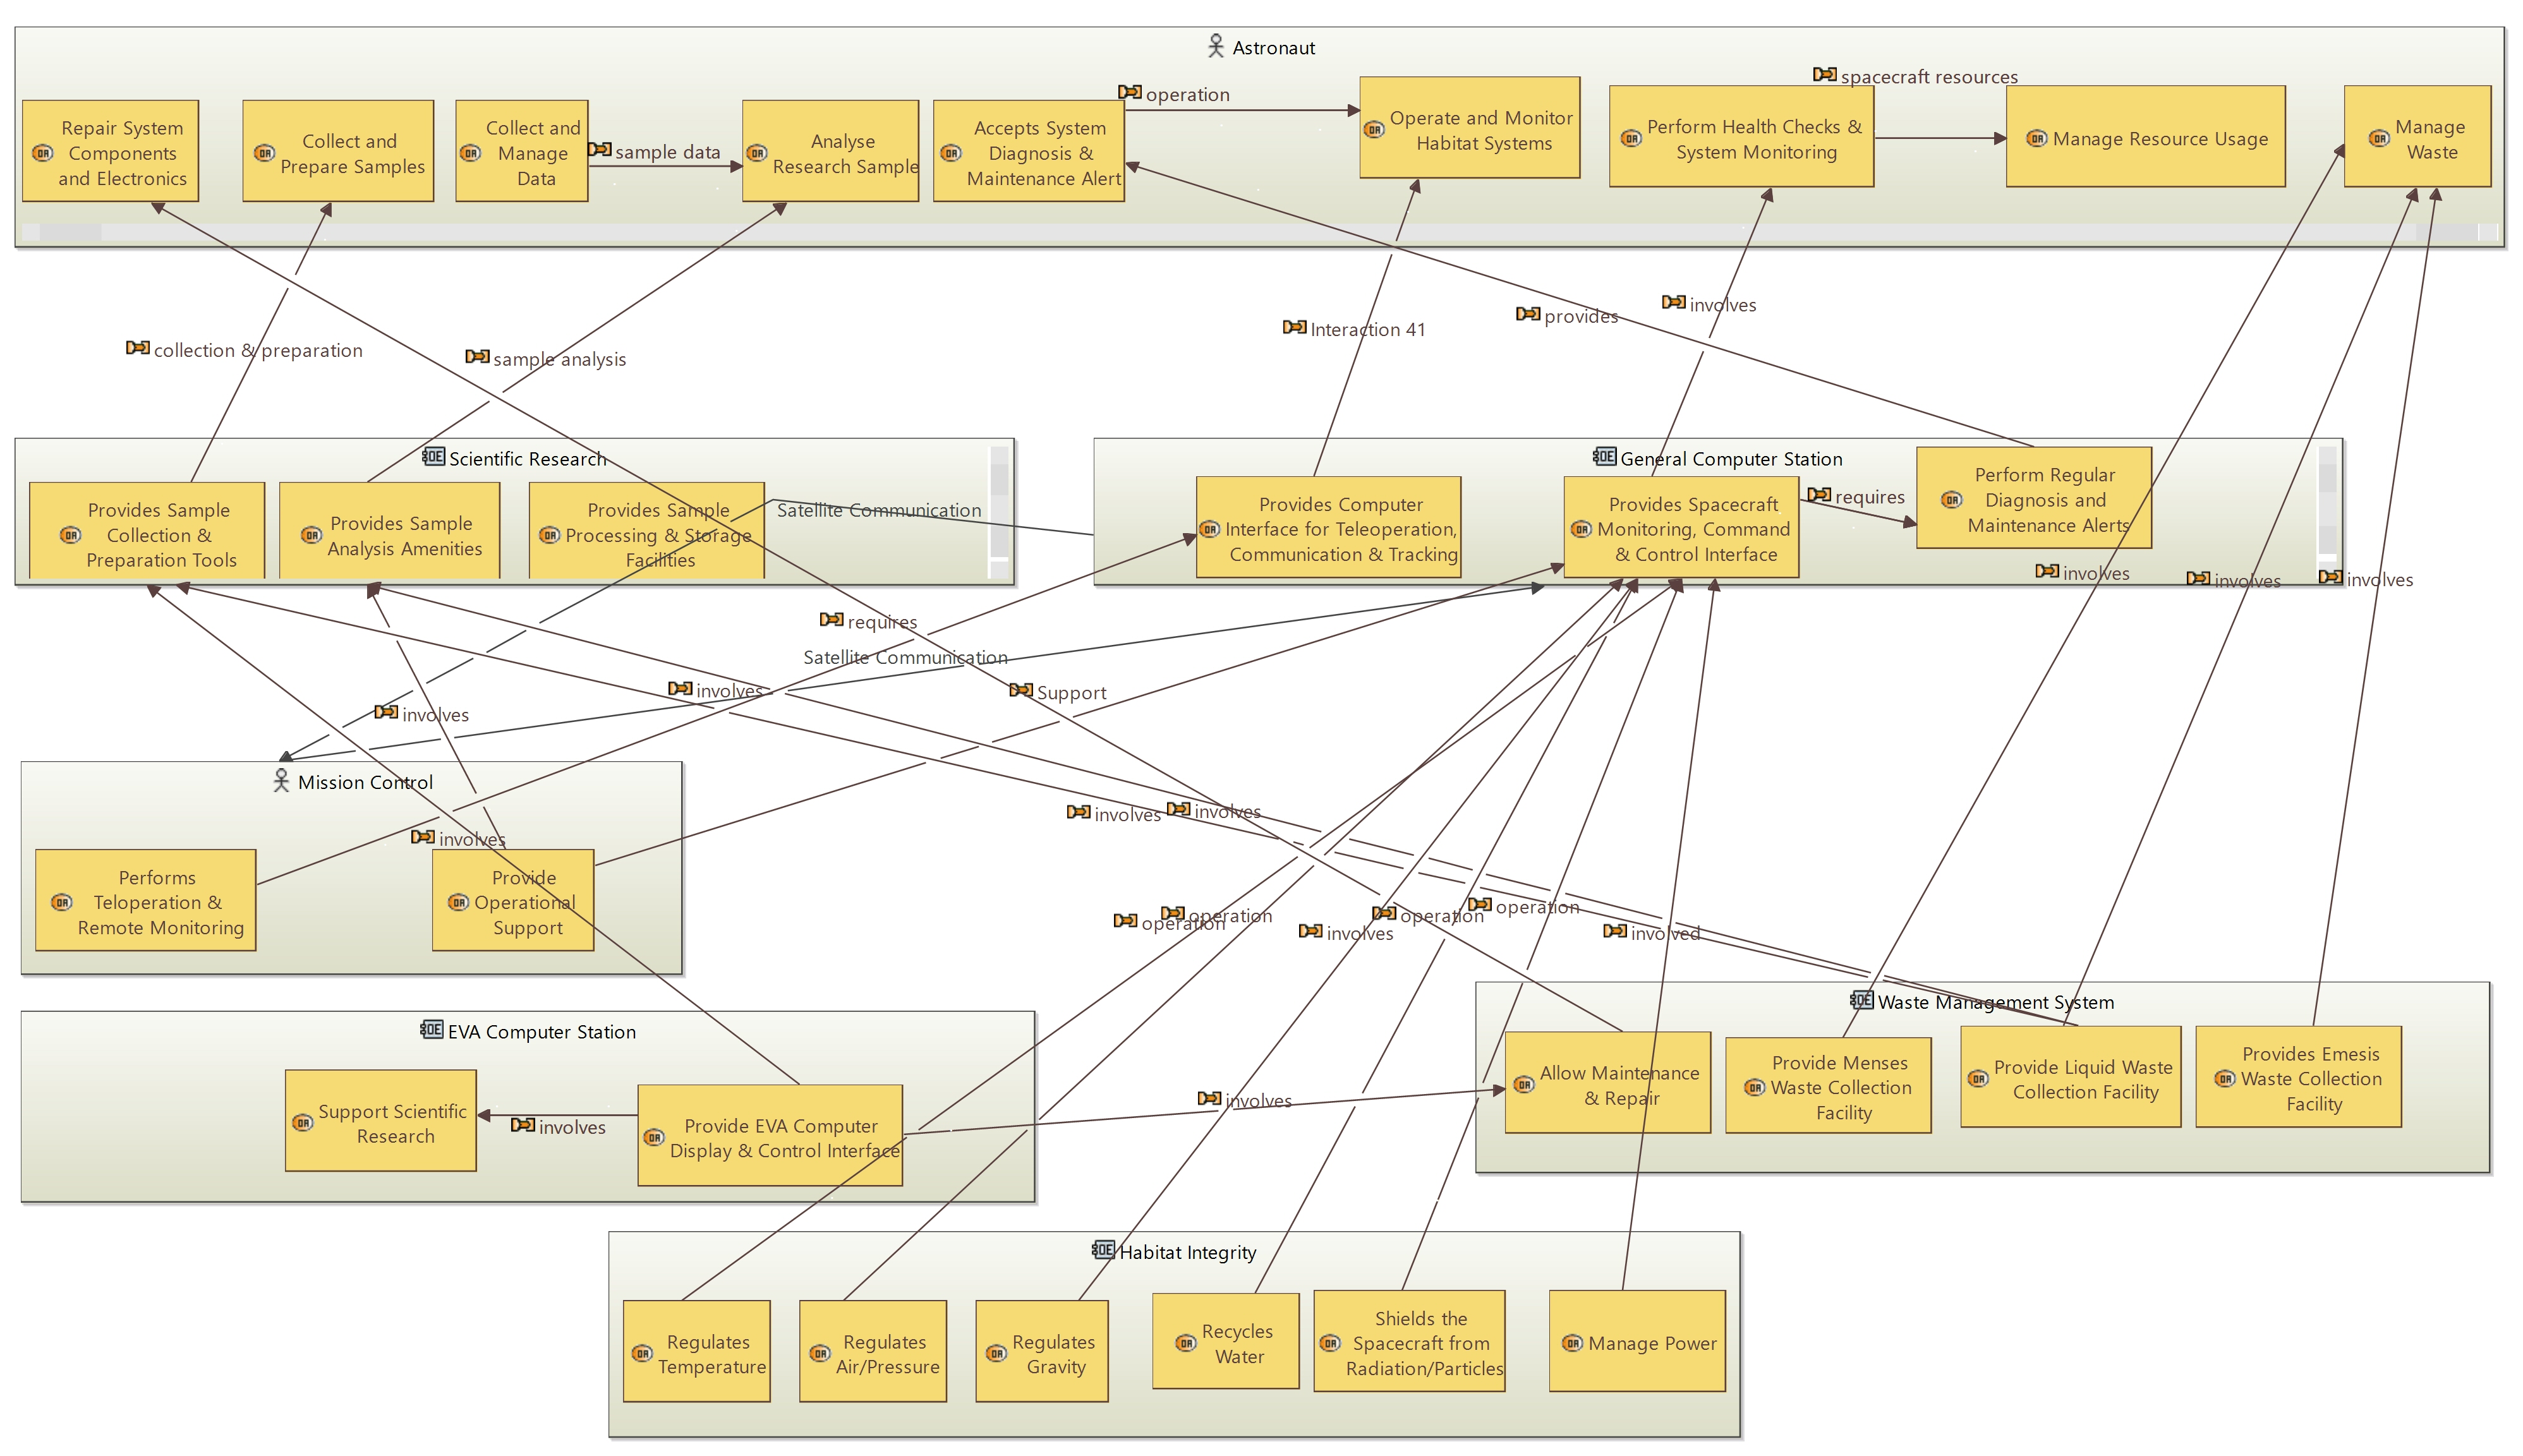 Astronaut
Repair System
Components
and Electronics
Collect and
Prepare Samples
Collect and
Manage
Data
sample data
Analyse
Research Sample
Accepts System
Diagnosis &
Maintenance Alert
operation
Operate and Monitor
Habitat Systems
Perform Health Checks &
System Monitoring
spacecraft resources
Manage Resource Usage
Manage
Waste
collection & preparation
sample analysis
Interaction 41
provides
involves
Scientific Research
Provides Sample
Collection &
Preparation Tools
Provides Sample
Analysis Amenities
Provides Sample
Processing & Storage
Facilities
Satellite Communication
General Computer Station
Provides Computer
Interface for Teleoperation,
Communication & Tracking
Provides Spacecraft
Monitoring, Command
& Control Interface
requires
Perform Regular
Diagnosis and
Maintenance Alerts
involves
involves
involves
requires
Satellite Communication
involves
Support
involves
Mission Control
involves
Performs
Teloperation &
Remote Monitoring
Provide
Operational
Support
involves
involves
operation
operation
involves
operation
operation
involved
EVA Computer Station
Support Scientific
Research
involves
Provide EVA Computer
Display & Control Interface
involves
Waste Management System
Allow Maintenance
& Repair
Provide Menses
Waste Collection
Facility
Provide Liquid Waste
Collection Facility
Provides Emesis
Waste Collection
Facility
Habitat Integrity
Regulates
Temperature
Regulates
Air/Pressure
Regulates
Gravity
Recycles
Water
Shields the
Spacecraft from
Radiation/Particles
Manage Power